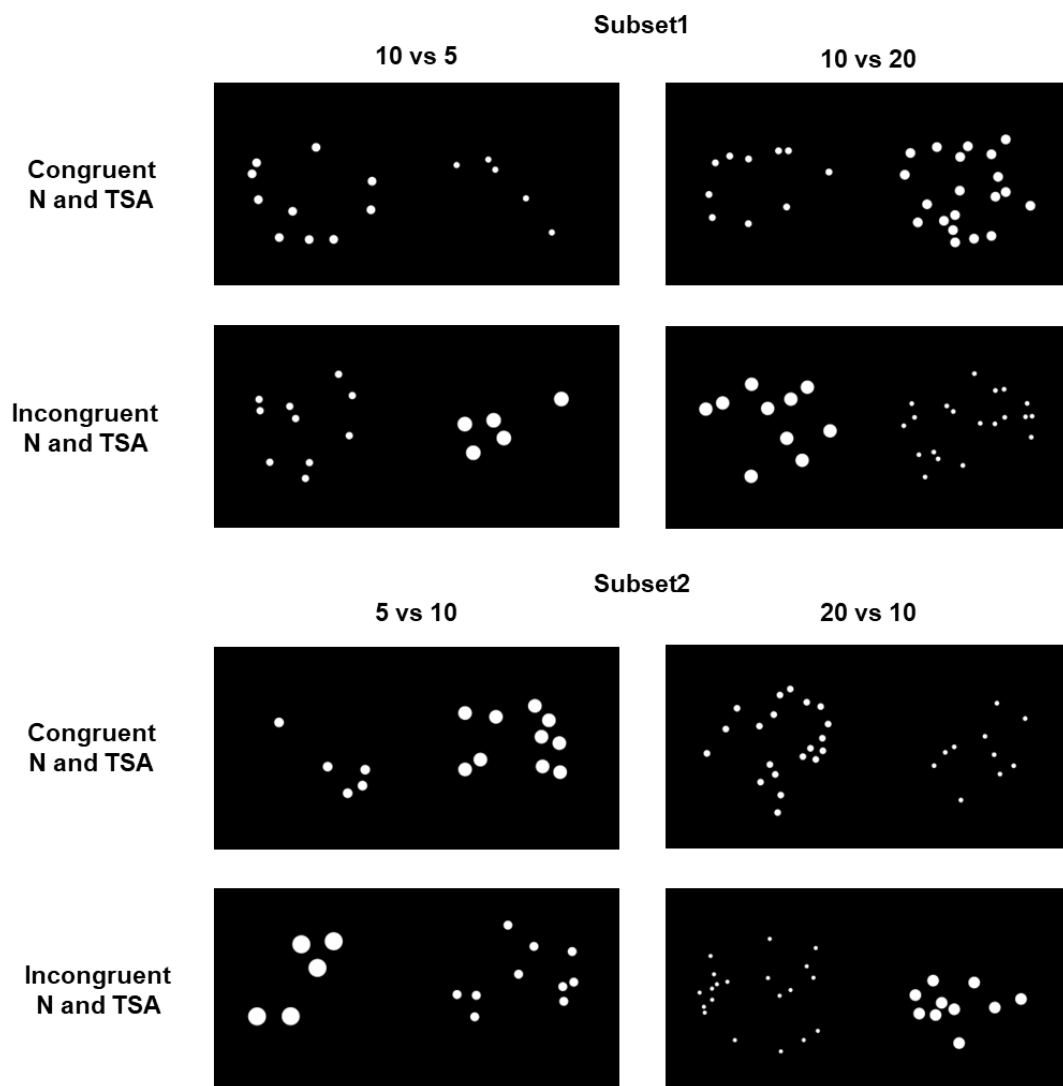 Subset1
10 vs 5
10 vs 20
Congruent
N and TSA
Incongruent
N and TSA
Subset2
5 vs 10
20 vs 10
Congruent
N and TSA
Incongruent
N and TSA